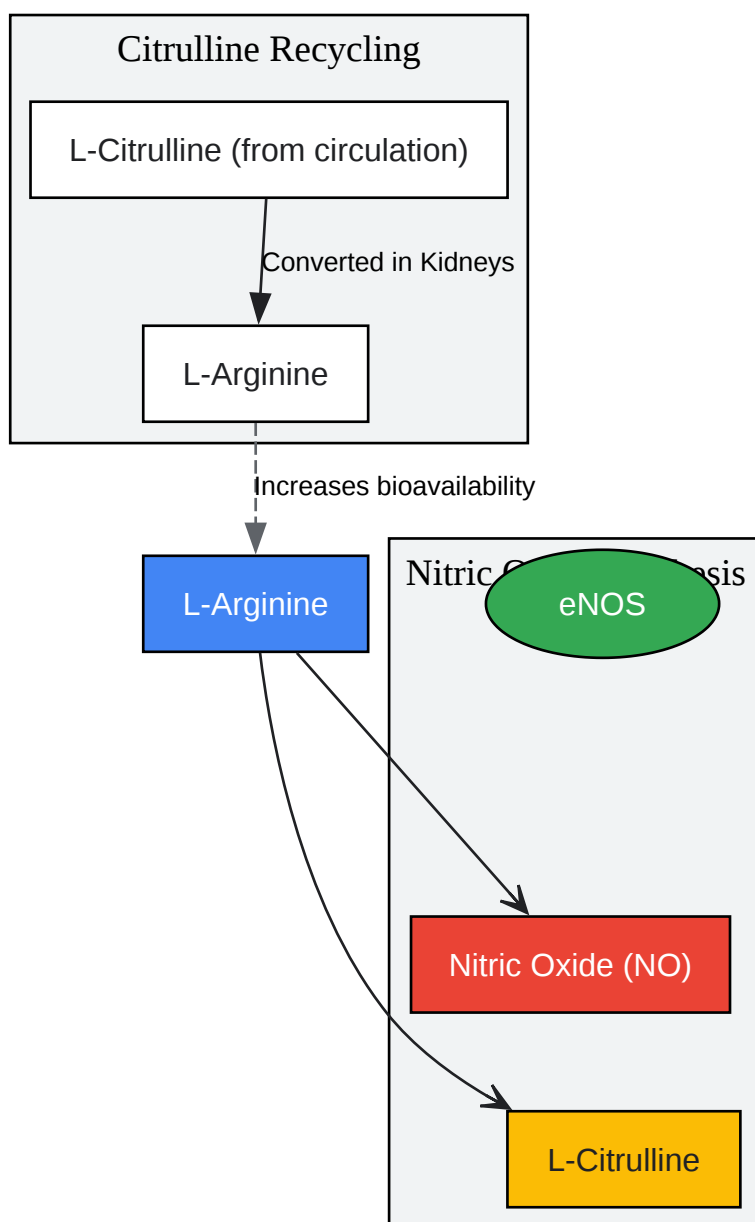 Citrulline Recycling
L-Citrulline (from circulation)
Converted in Kidneys
L-Arginine
Increases bioavailability
L-Arginine
Nitric
eNOS
Nitric Oxide (NO)
L-Citrulline